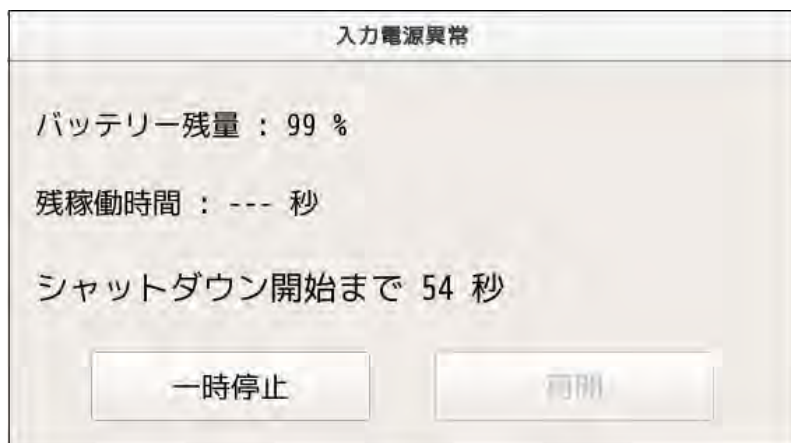 入力電源異常
バッテリー残量 : 99 %
残稼働時間 : --- 秒
シャットダウン開始まで 54 秒
一時停止 再開